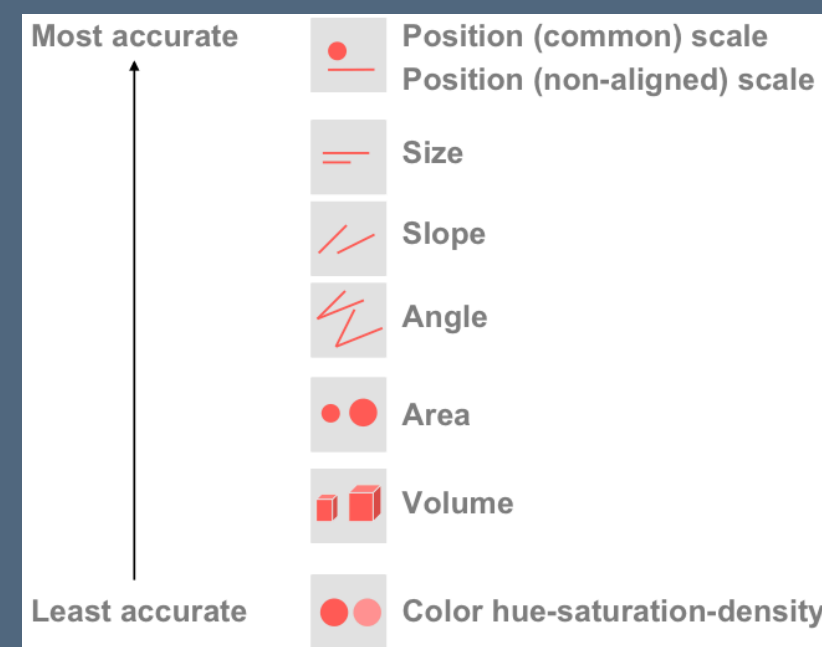 Most accurate
Position (common) scale
Position (non-aligned) scale
Size
Slope
Angle
Area
Volume
Least accurate
Color hue-saturation-density